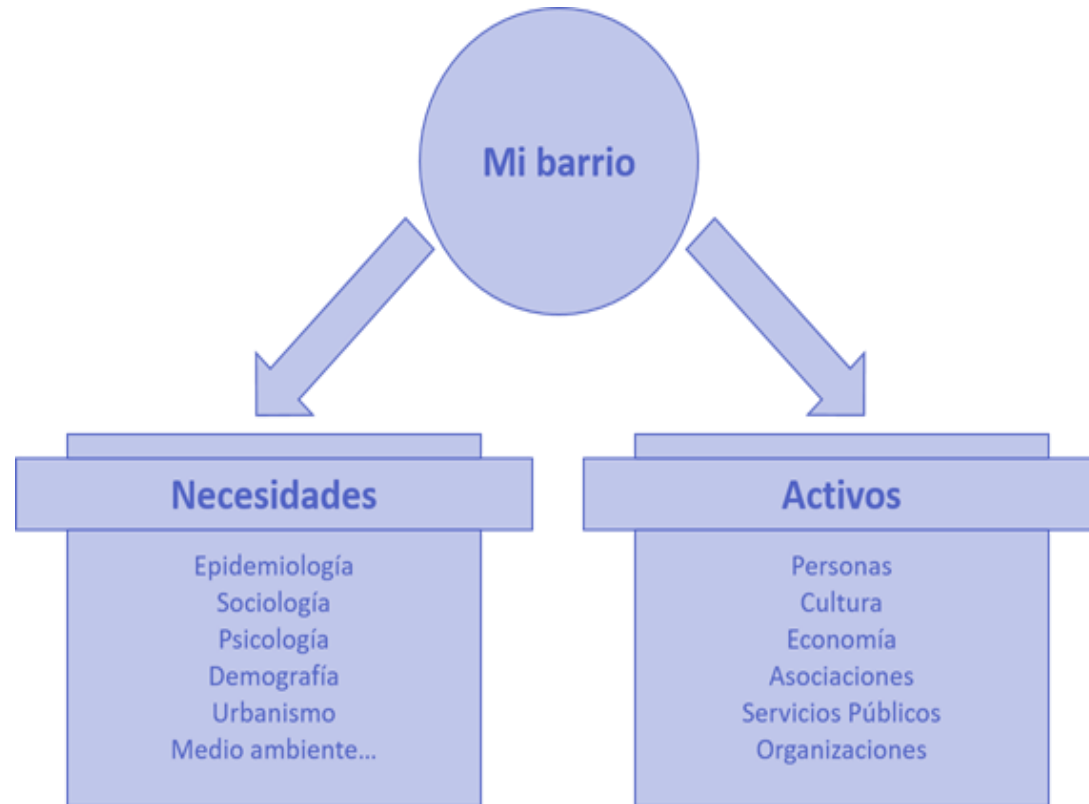 Mi barrio
Necesidades
Epidemiología
Sociología
Psicología
Demografía
Urbanismo
Medio ambiente...
Activos
Personas
Cultura
Economía
Asociaciones
Servicios Públicos
Organizaciones